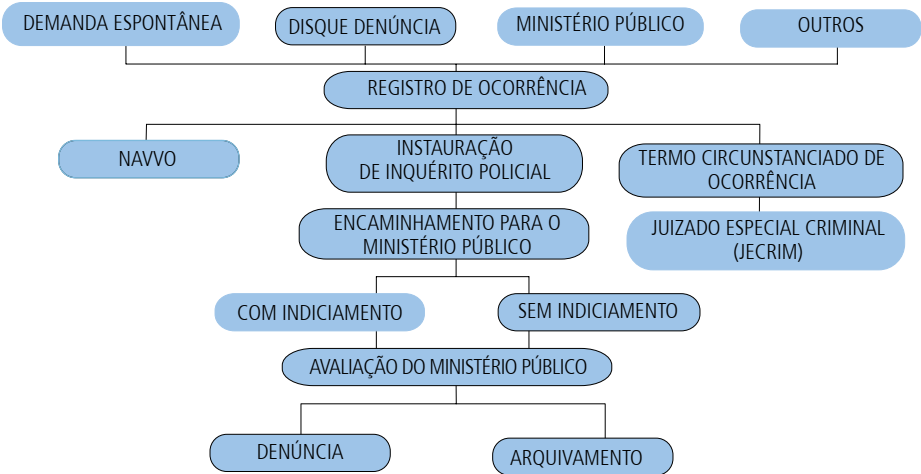 DEMANDA ESPONTÂNEA
DISQUE DENÚNCIA
MINISTÉRIO PÚBLICO
OUTROS
REGISTRO DE OCORRÊNCIA
NAVVO
INSTAURAÇÃO
DE INQUÉRITO POLICIAL
TERMO CIRCUNSTANCIADO DE
OCORRÊNCIA
ENCAMINHAMENTO PARA O
MINISTÉRIO PÚBLICO
JUIZADO ESPECIAL CRIMINAL
(JECRIM)
COM INDICIAMENTO
SEM INDICIAMENTO
AVALIAÇÃO DO MINISTÉRIO PÚBLICO
DENÚNCIA
ARQUIVAMENTO